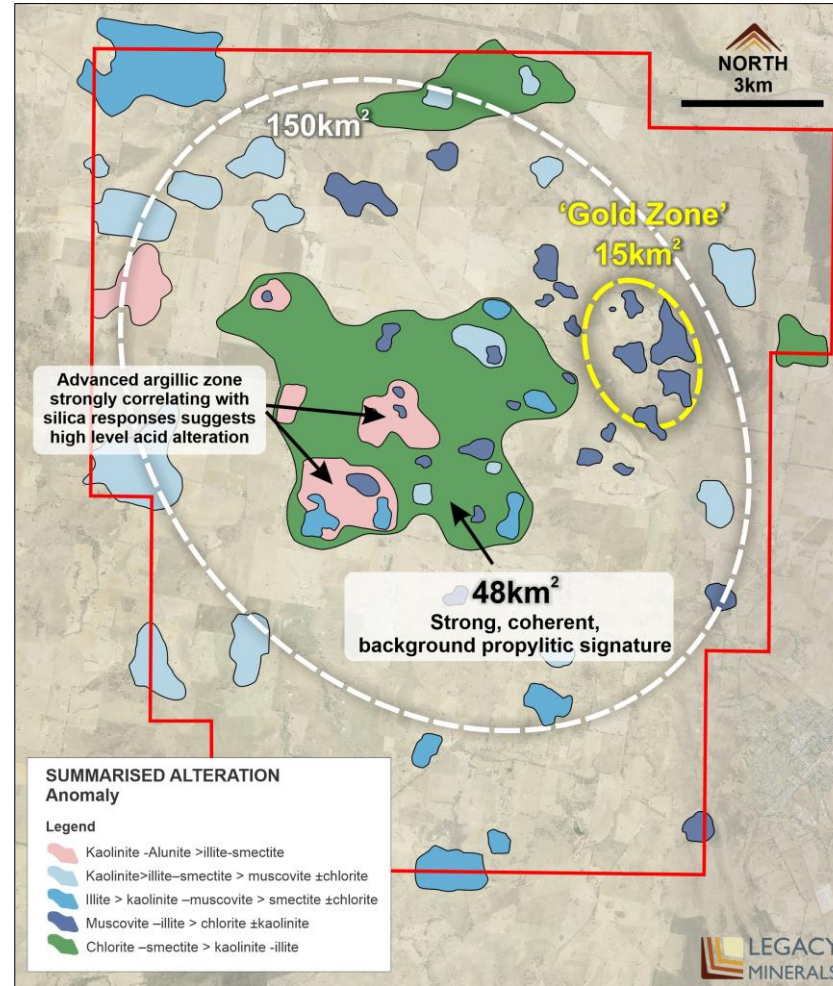 NORTH
3km
150km²
'Gold Zone'
15km²
Advanced argillic zone
strongly correlating with
silica responses suggests
high level acid alteration
48km²
Strong, coherent,
background propylitic signature
SUMMARISED ALTERATION
Anomaly
Legend
Kaolinite -Alunite >illite-smectite
Kaolinite>illite–smectite > muscovite ±chlorite
Illite > kaolinite –muscovite > smectite ±chlorite
Muscovite –illite > chlorite ±kaolinite
Chlorite –smectite > kaolinite -illite
LEGACY
MINERALS